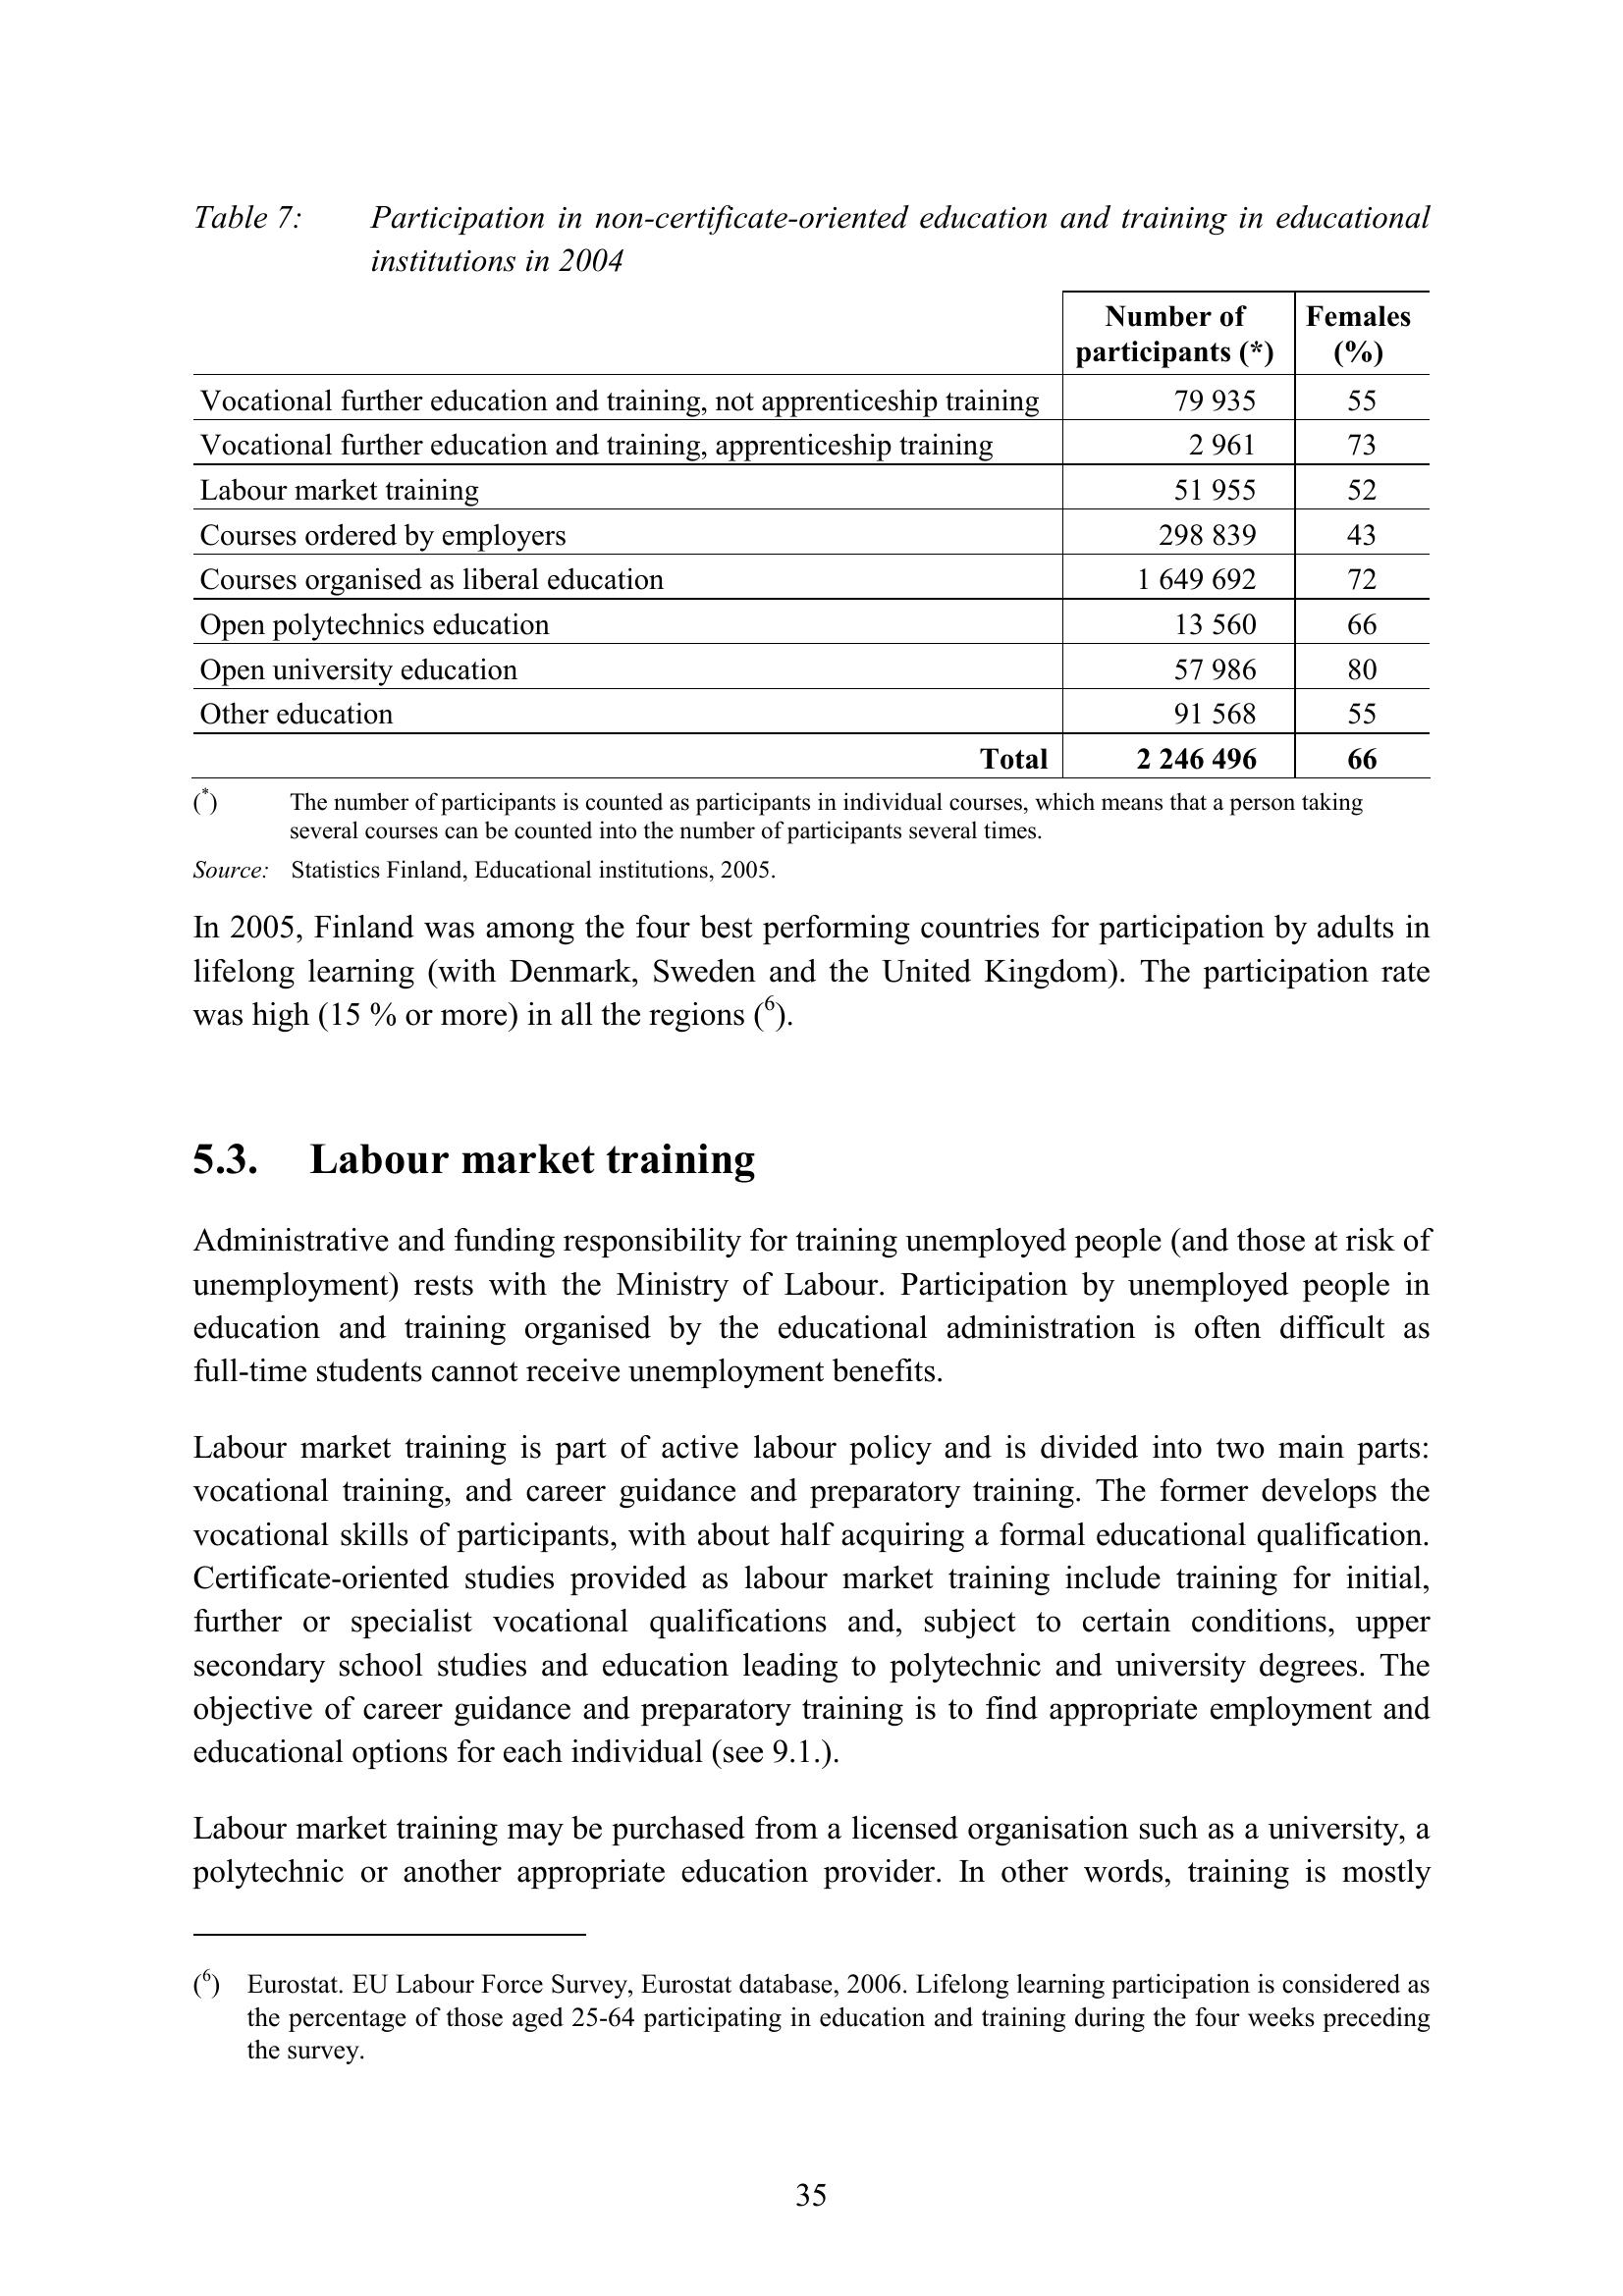 Table 7: Participation in non-certificate-oriented education and training in educational
institutions in 2004
Number of Females
participants (*) (%)
Vocational further education and training, not apprenticeship training 79 935 55
Vocational further education and training, apprenticeship training 2 961 73
Labour market training 51 955 52
Courses ordered by employers 298 839 43
Courses organised as liberal education 1 649 692 72
Open polytechnics education 13 560 66
Open university education 57 986 80
Other education 91 568 55
Total 2 246 496 66
(*) The number of participants is counted as participants in individual courses, which means that a person taking
several courses can be counted into the number of participants several times.
Source: Statistics Finland, Educational institutions, 2005.
In 2005, Finland was among the four best performing countries for participation by adults in
lifelong learning (with Denmark, Sweden and the United Kingdom). The participation rate
was high (15 % or more) in all the regions (6).
5.3. Labour market training
Administrative and funding responsibility for training unemployed people (and those at risk of
unemployment) rests with the Ministry of Labour. Participation by unemployed people in
education and training organised by the educational administration is often difficult as
full-time students cannot receive unemployment benefits.
Labour market training is part of active labour policy and is divided into two main parts:
vocational training, and career guidance and preparatory training. The former develops the
vocational skills of participants, with about half acquiring a formal educational qualification.
Certificate-oriented studies provided as labour market training include training for initial,
further or specialist vocational qualifications and, subject to certain conditions, upper
secondary school studies and education leading to polytechnic and university degrees. The
objective of career guidance and preparatory training is to find appropriate employment and
educational options for each individual (see 9.1.).
Labour market training may be purchased from a licensed organisation such as a university, a
polytechnic or another appropriate education provider. In other words, training is mostly
(6) Eurostat. EU Labour Force Survey, Eurostat database, 2006. Lifelong learning participation is considered as
the percentage of those aged 25-64 participating in education and training during the four weeks preceding
the survey.
35